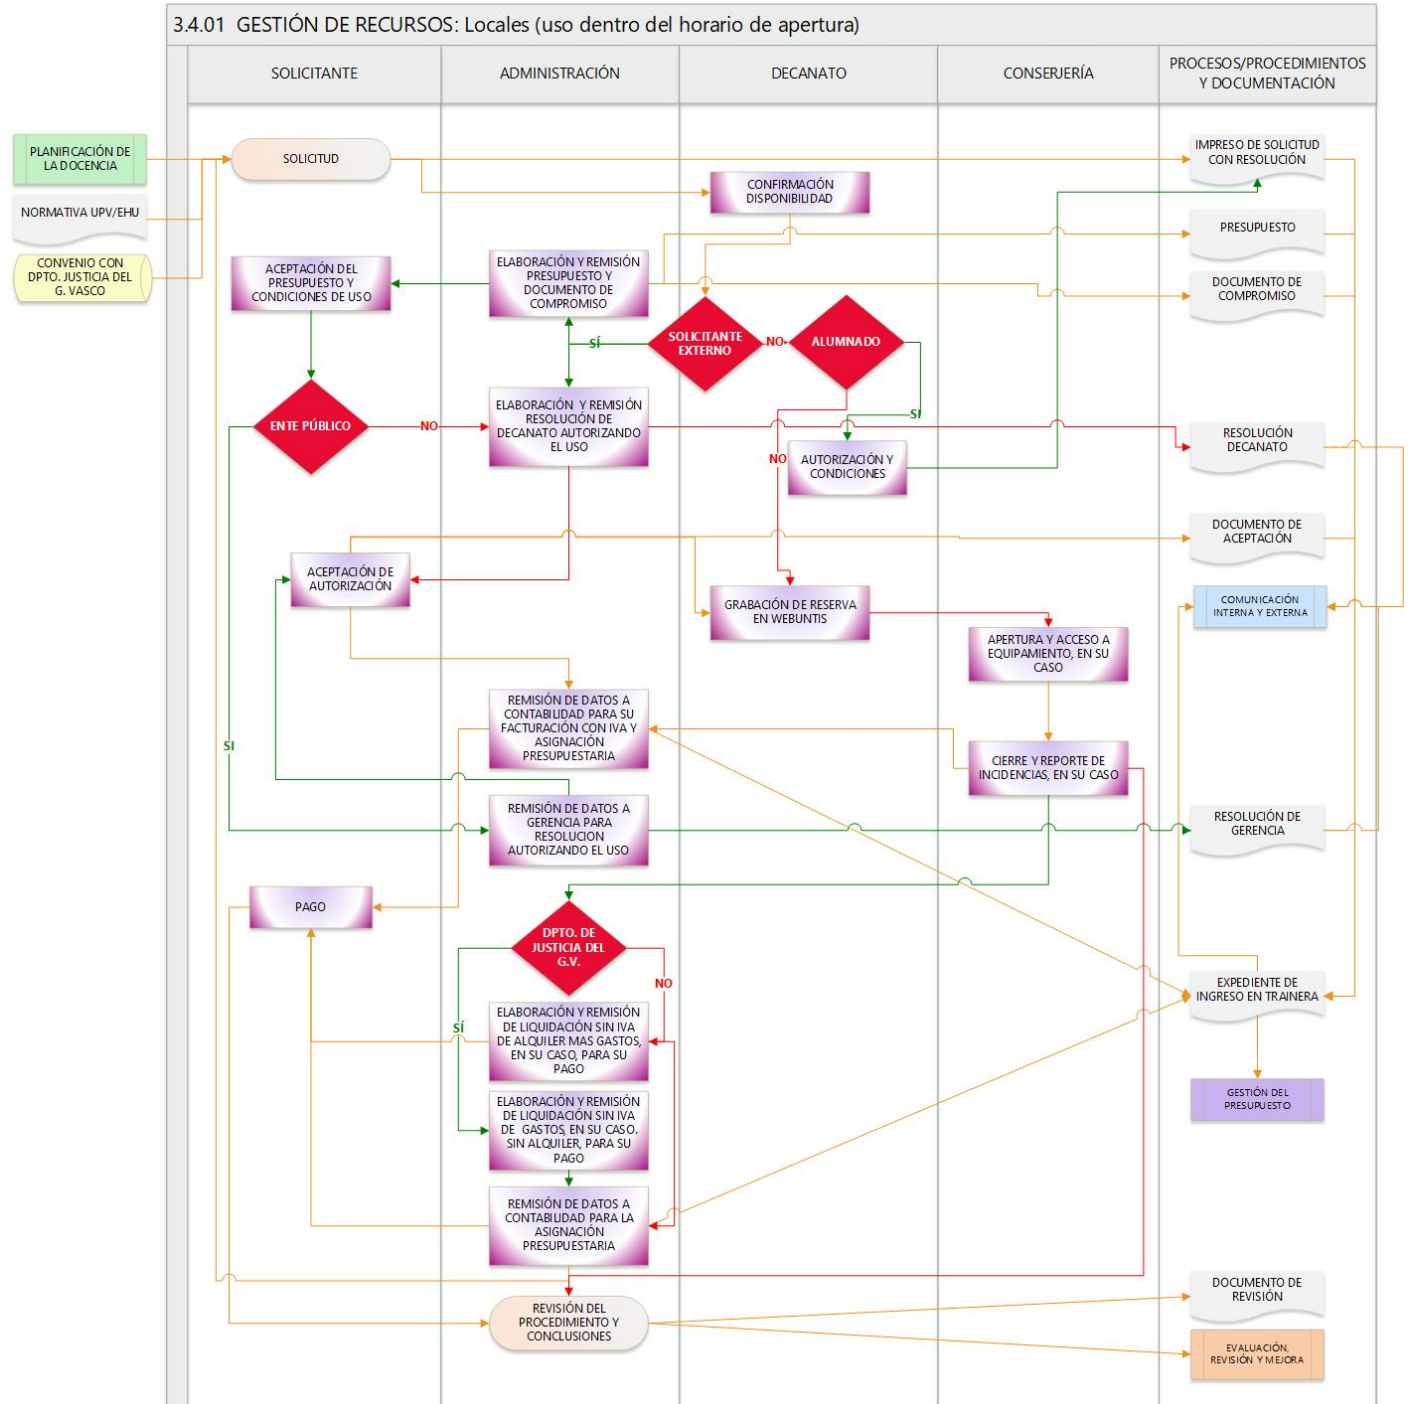 3.4.01 GESTIÓN DE RECURSOS: Locales (uso dentro del horario de apertura)
SOLICITANTE
ADMINISTRACIÓN
DECANATO
CONSERJERÍA
PROCESOS/PROCEDIMIENTOS
Y DOCUMENTACIÓN
PLANIFICACIÓN DE
LA DOCENCIA
NORMATIVA UPV/EHU
CONVENIO CON
DPTO. JUSTICIA DEL
G. VASCO
SOLICITUD
CONFIRMACIÓN
DISPONIBILIDAD
IMPRESO DE SOLICITUD
CON RESOLUCIÓN
PRESUPUESTO
ACEPTACIÓN DEL
PRESUPUESTO Y
CONDICIONES DE USO
ELABORACIÓN Y REMISIÓN
PRESUPUESTO Y
DOCUMENTO DE
COMPROMISO
DOCUMENTO DE
COMPROMISO
SÍ
SOLICITANTE
EXTERNO
NO
ALUMNADO
SI
NO
ENTE PÚBLICO
NO
ELABORACIÓN Y REMISIÓN
RESOLUCIÓN DE
DECANATO AUTORIZANDO
EL USO
AUTORIZACIÓN Y
CONDICIONES
RESOLUCIÓN
DECANATO
DOCUMENTO DE
ACEPTACIÓN
ACEPTACIÓN DE
AUTORIZACIÓN
GRABACIÓN DE RESERVA
EN WEBUNTIS
COMUNICACIÓN
INTERNA Y EXTERNA
APERTURA Y ACCESO A
EQUIPAMIENTO, EN SU
CASO
REMISIÓN DE DATOS A
CONTABILIDAD PARA SU
FACTURACIÓN CON IVA Y
ASIGNACIÓN
PRESUPUESTARIA
SI
CIERRE Y REPORTE DE
INCIDENCIAS, EN SU CASO
REMISIÓN DE DATOS A
GERENCIA PARA
RESOLUCION
AUTORIZANDO EL USO
RESOLUCIÓN DE
GERENCIA
PAGO
DPTO. DE
JUSTICIA DEL
G.V.
NO
SÍ
EXPEDIENTE DE
INGRESO EN TRAINERA
ELABORACIÓN Y REMISIÓN
DE LIQUIDACIÓN SIN IVA
DE ALQUILER MAS GASTOS,
EN SU CASO, PARA SU
PAGO
GESTIÓN DEL
PRESUPUESTO
ELABORACIÓN Y REMISIÓN
DE LIQUIDACIÓN SIN IVA
DE GASTOS, EN SU CASO.
SIN ALQUILER, PARA SU
PAGO
REMISIÓN DE DATOS A
CONTABILIDAD PARA LA
ASIGNACIÓN
PRESUPUESTARIA
REVISIÓN DEL
PROCEDIMIENTO Y
CONCLUSIONES
DOCUMENTO DE
REVISIÓN
EVALUACIÓN,
REVISIÓN Y MEJORA